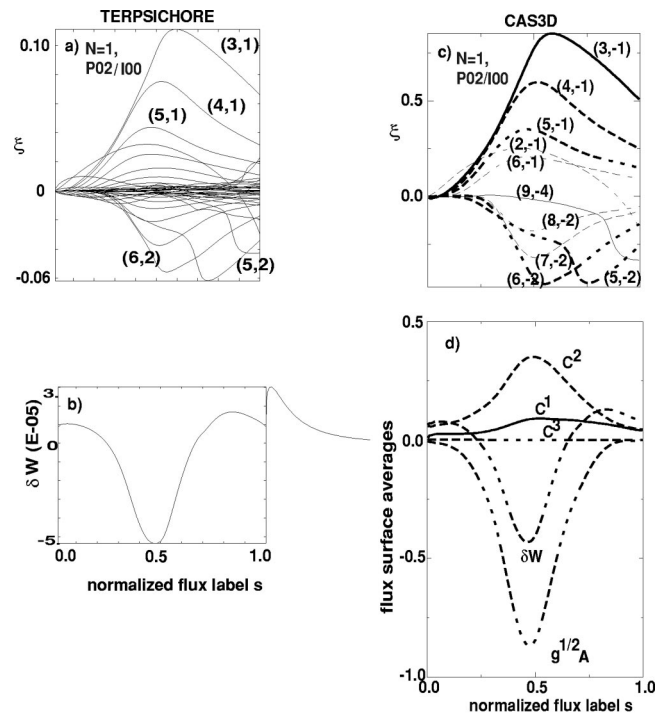 TERPSICHORE
0.10
a)
N=1,
P02/I00
(3,1)
(4,1)
(5,1)
ξ
0
(6,2)
(5,2)
-0.06
b)
3.
δ W (E-05)
0
-5
0.0
0.5
1.0
normalized flux label s
CAS3D
c)
N=1,
P02/I00
(3,-1)
(4,-1)
0.5
(5,-1)
(2,-1)
(6,-1)
ξ
(9,-4)
0.0
(8,-2)
(7,-2)
(6,-2)
(5,-2)
0.5
d)
C²
C¹
C³
0.0
flux surface averages
δW
-0.5
g¹ᐟ²A
-1.0
0.0
0.5
1.0
normalized flux label s